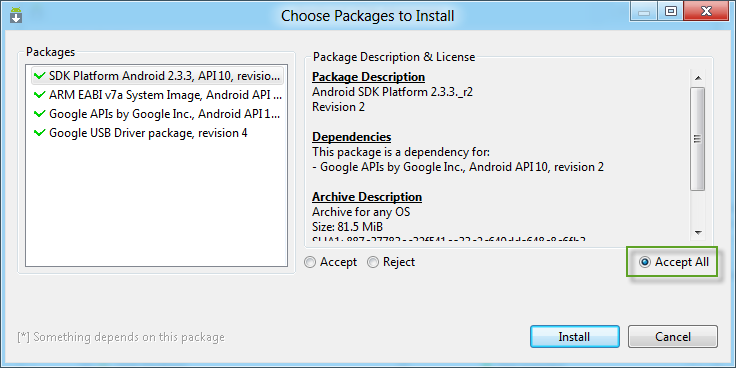 Choose Packages to Install
Packages
SDK Platform Android 2.3.3, API 10, revisio...
ARM EABI v7a System Image, Android API ...
Google APIs by Google Inc., Android API 1...
Google USB Driver package, revision 4
Package Description & License
Package Description
Android SDK Platform 2.3.3._r2
Revision 2
Dependencies
This package is a dependency for:
- Google APIs by Google Inc., Android API 10, revision 2
Archive Description
Archive for any OS
Size: 81.5 MiB
Accept
Reject
Accept All
[*] Something depends on this package
Install
Cancel